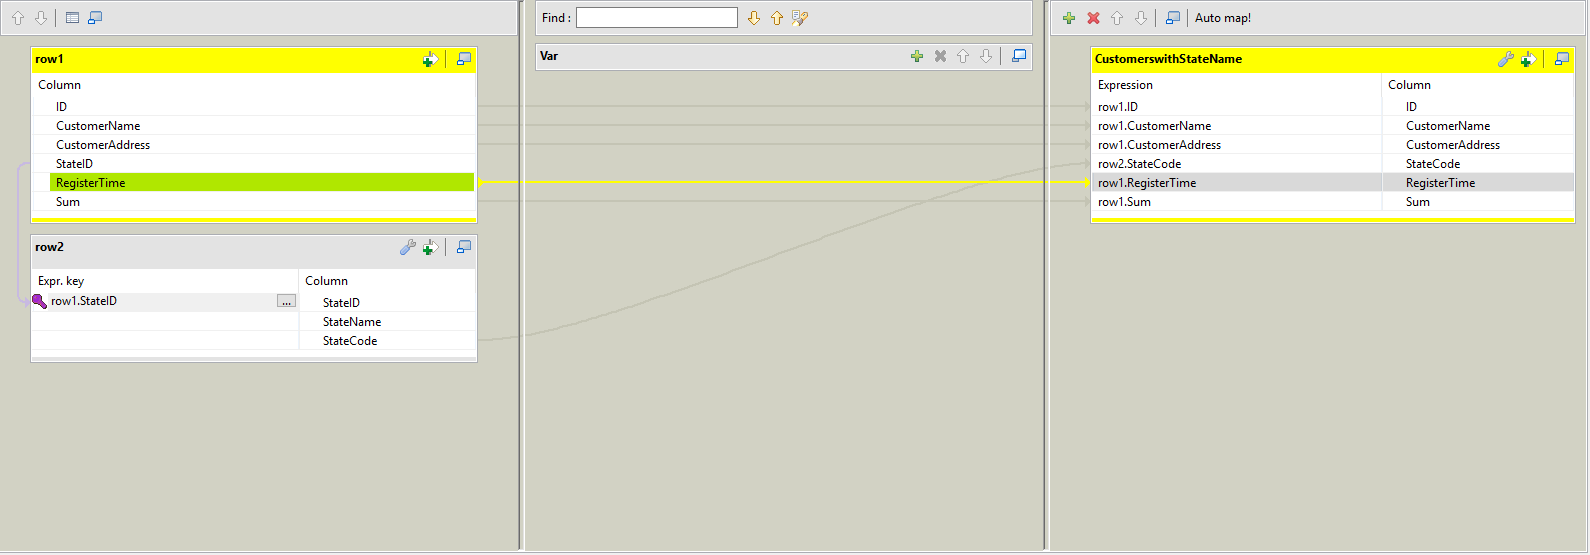 Find :
Auto map!
row1
Column
ID
CustomerName
CustomerAddress
StateID
RegisterTime
Sum
row2
Expr. key
Column
row1.StateID
...
StateID
StateName
StateCode
Var
CustomerswithStateName
Expression
Column
row1.ID
ID
row1.CustomerName
CustomerName
row1.CustomerAddress
CustomerAddress
row2.StateCode
StateCode
row1.RegisterTime
RegisterTime
row1.Sum
Sum